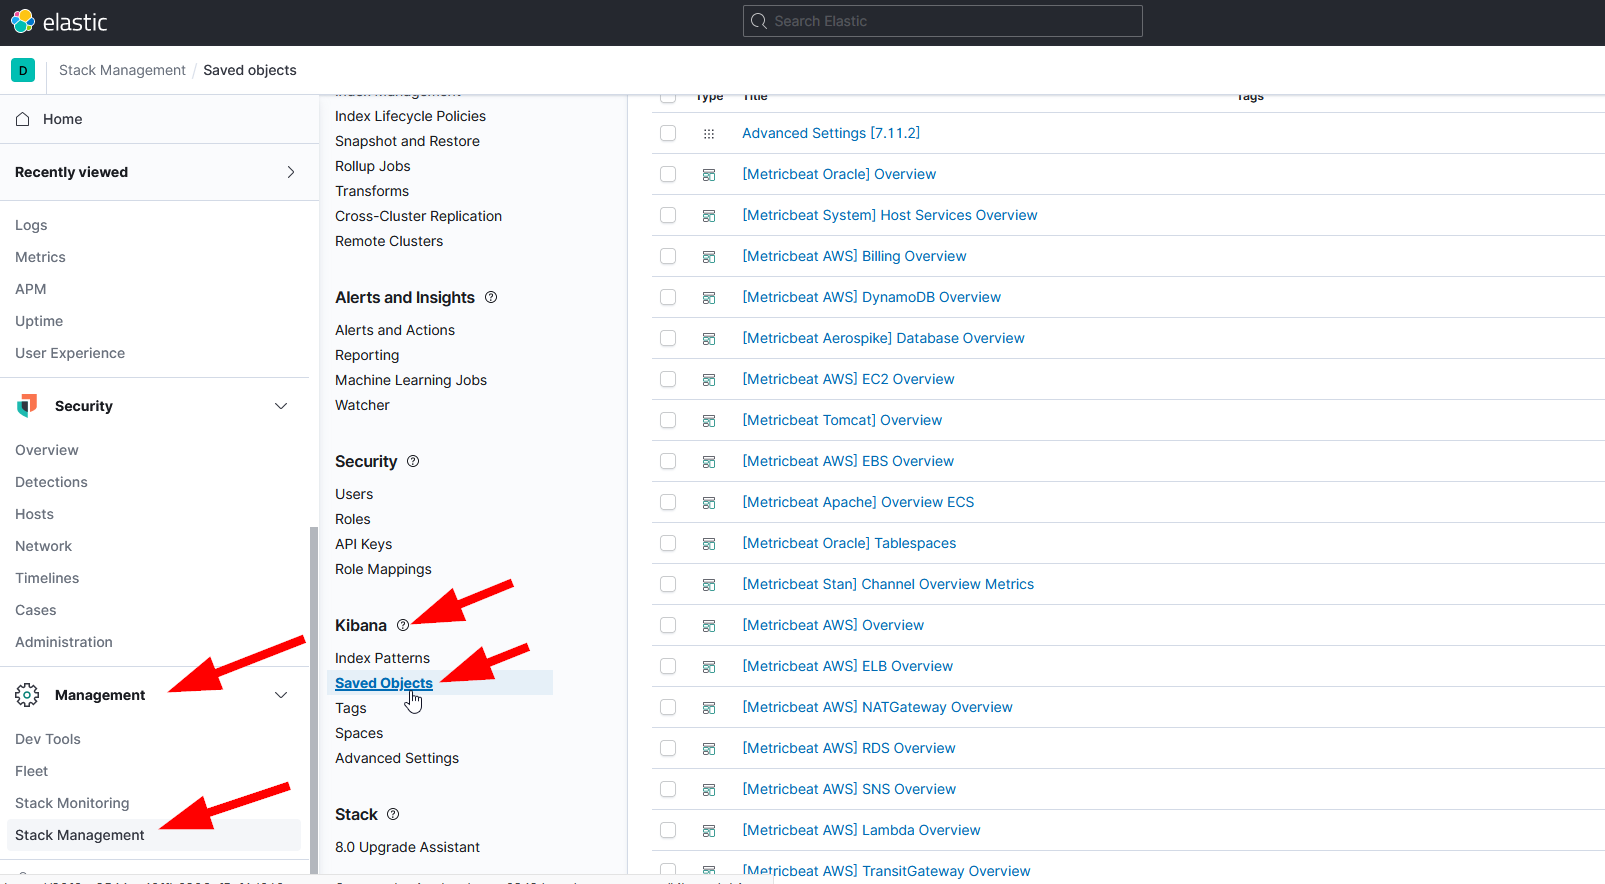 elastic
Search Elastic
D
Stack Management / Saved objects
Home
Recently viewed
Logs
Metrics
APM
Uptime
User Experience
Security
Overview
Detections
Hosts
Network
Timelines
Cases
Administration
Management
Dev Tools
Fleet
Stack Monitoring
Stack Management
Index Management
Index Lifecycle Policies
Snapshot and Restore
Rollup Jobs
Transforms
Cross-Cluster Replication
Remote Clusters
Alerts and Insights
Alerts and Actions
Reporting
Machine Learning Jobs
Watcher
Security
Users
Roles
API Keys
Role Mappings
Kibana
Index Patterns
Saved Objects
Tags
Spaces
Advanced Settings
Stack
8.0 Upgrade Assistant
Type Title Tags
Advanced Settings [7.11.2]
[Metricbeat Oracle] Overview
[Metricbeat System] Host Services Overview
[Metricbeat AWS] Billing Overview
[Metricbeat AWS] DynamoDB Overview
[Metricbeat Aerospike] Database Overview
[Metricbeat AWS] EC2 Overview
[Metricbeat Tomcat] Overview
[Metricbeat AWS] EBS Overview
[Metricbeat Apache] Overview ECS
[Metricbeat Oracle] Tablespaces
[Metricbeat Stan] Channel Overview Metrics
[Metricbeat AWS] Overview
[Metricbeat AWS] ELB Overview
[Metricbeat AWS] NATGateway Overview
[Metricbeat AWS] RDS Overview
[Metricbeat AWS] SNS Overview
[Metricbeat AWS] Lambda Overview
[Metricbeat AWS] TransitGateway Overview